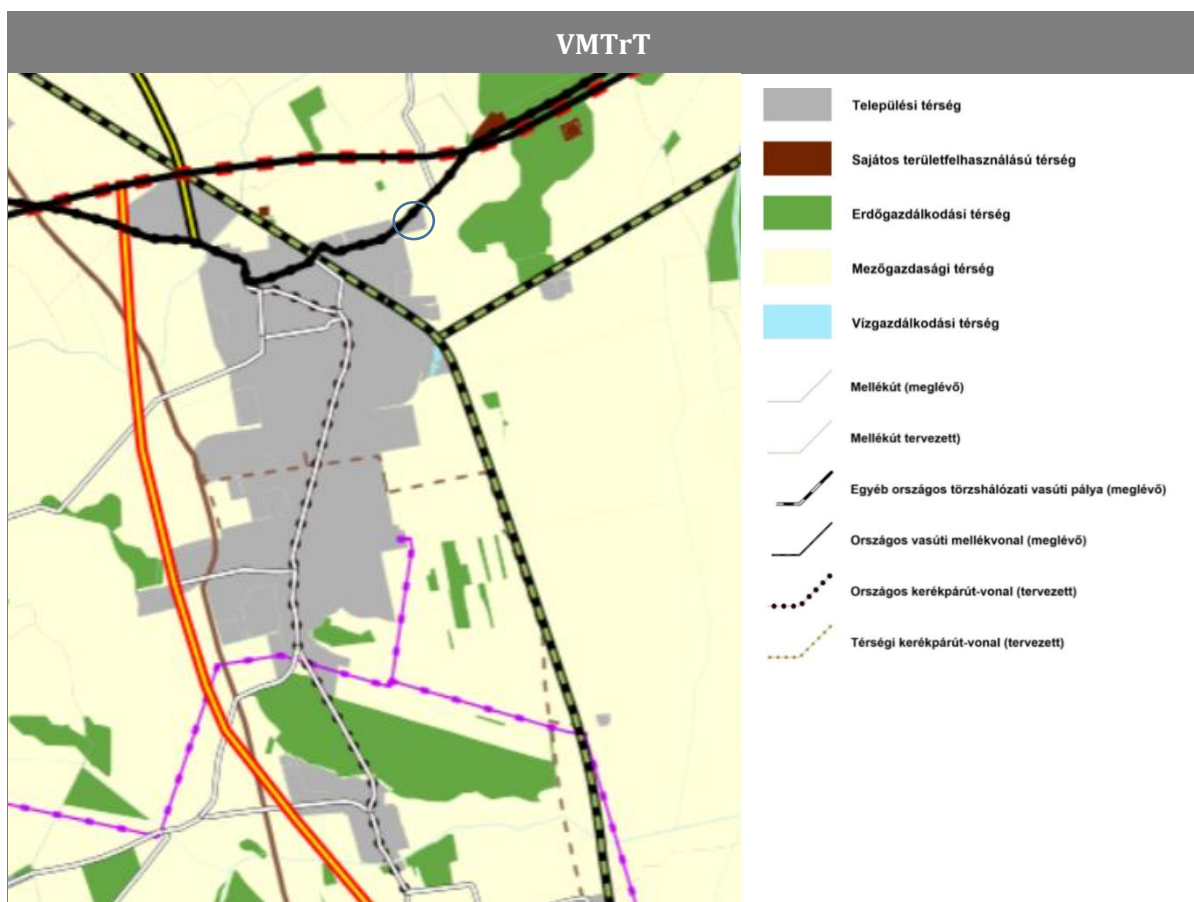 VMTrT
Települési térség
Sajátos területfelhasználású térség
Erdőgazdálkodási térség
Mezőgazdasági térség
Vízgazdálkodási térség
Mellékút (meglévő)
Mellékút tervezett)
Egyéb országos törzshálózati vasúti pálya (meglévő)
Országos vasúti mellékvonal (meglévő)
Országos kerékpárút-vonal (tervezett)
Térségi kerékpárút-vonal (tervezett)